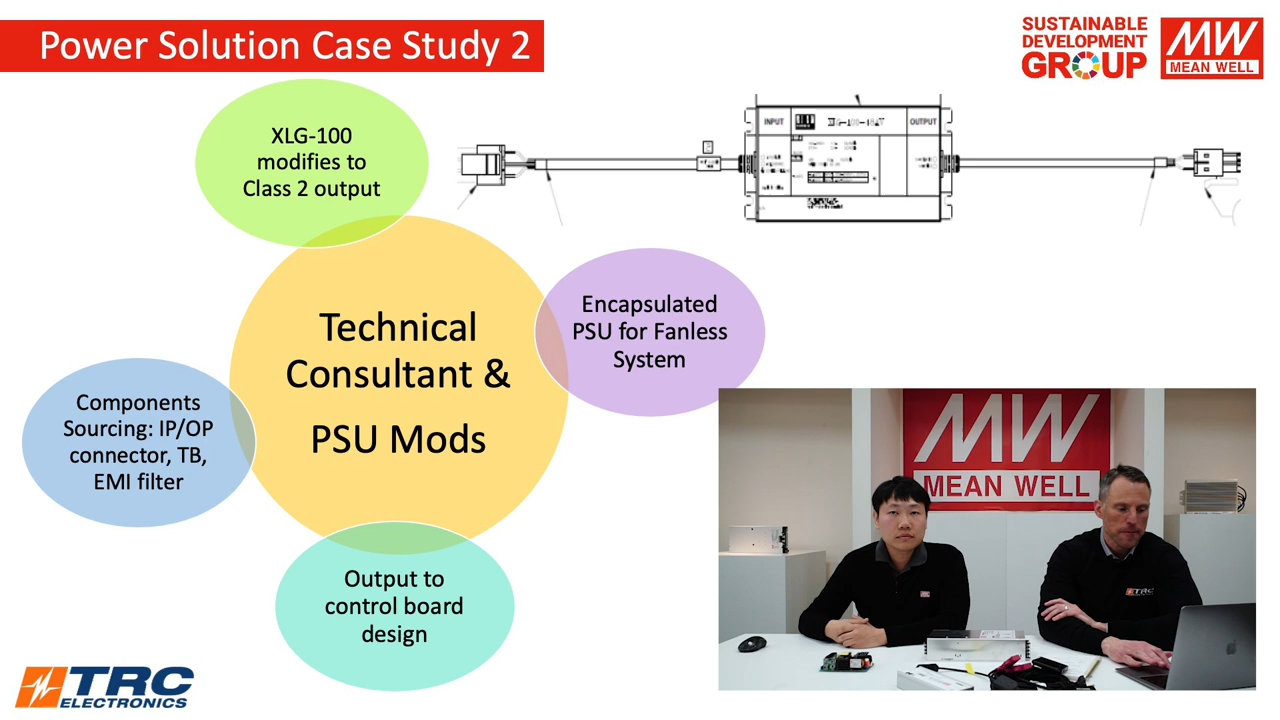 Power Solution Case Study 2
SUSTAINABLE
DEVELOPMENT
GROUP
MW
MEAN WELL
XLG-100
modifies to
Class 2 output
INPUT
OUTPUT
Encapsulated
PSU for Fanless
System
Technical
Consultant &
PSU Mods
Components
Sourcing: IP/OP
connector, TB,
EMI filter
Output to
control board
design
MW
MEAN WELL
TRC
TRC
ELECTRONICS